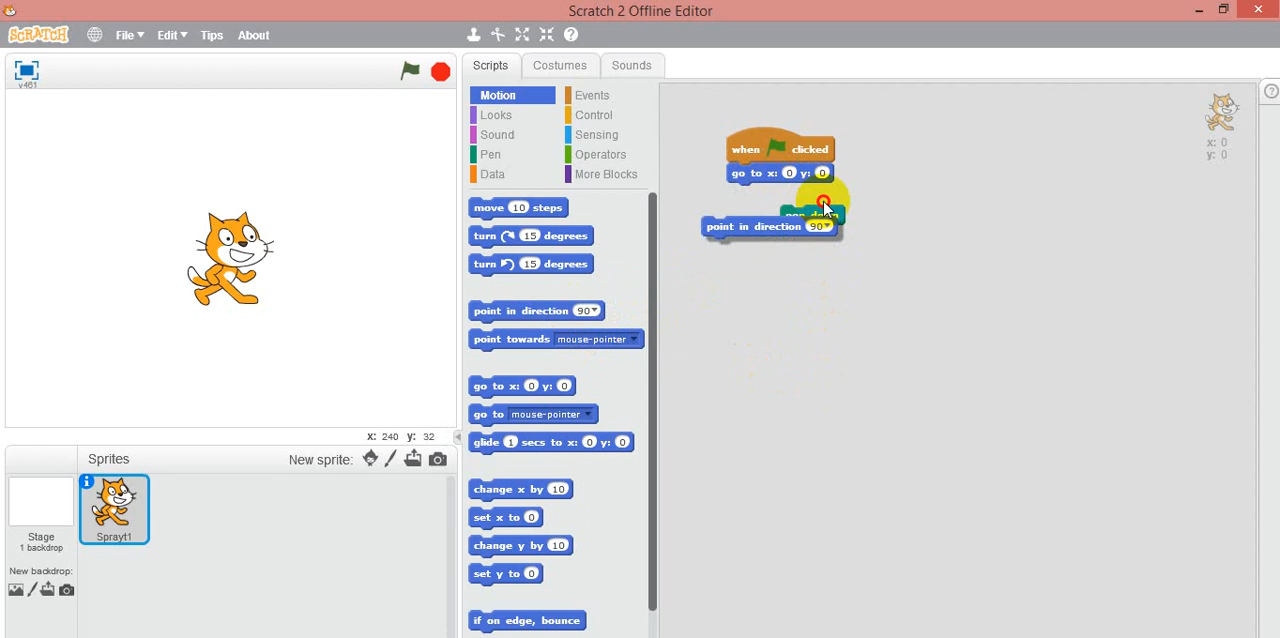 Scratch 2 Offline Editor
SCRATCH File Edit Tips About
v461
Scripts Costumes Sounds
Motion Events
Looks Control
Sound Sensing
Pen Operators
Data More Blocks
move 10 steps
turn 15 degrees
turn 15 degrees
point in direction 90
point towards mouse-pointer
go to x: 0 y: 0
go to mouse-pointer
glide 1 secs to x: 0 y: 0
change x by 10
set x to 0
change y by 10
set y to 0
if on edge, bounce
when clicked
go to x: 0 y: 0
pen down
point in direction 90
x: 0
y: 0
x: 240 y: 32
Sprites New sprite:
Sprayt1
Stage
1 backdrop
New backdrop: